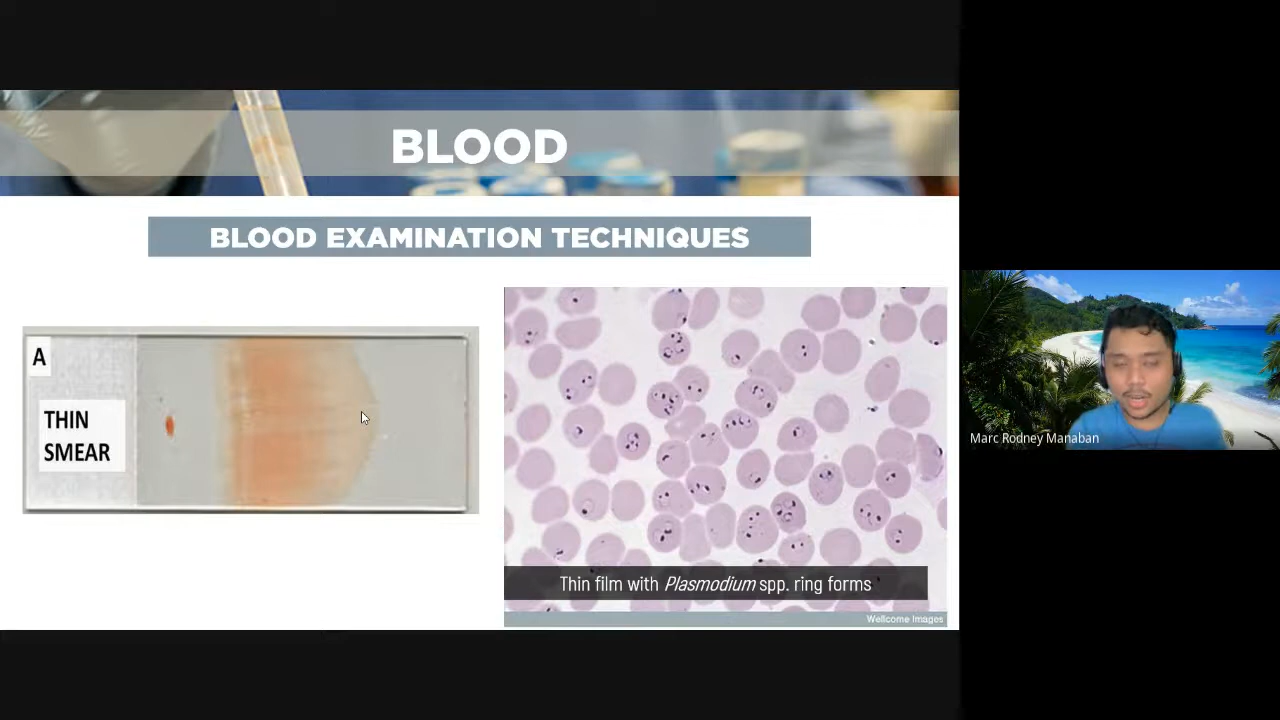 BLOOD
BLOOD EXAMINATION TECHNIQUES
A
THIN
SMEAR
Thin film with Plasmodium spp. ring forms
Wellcome Images
Marc Rodney Manaban